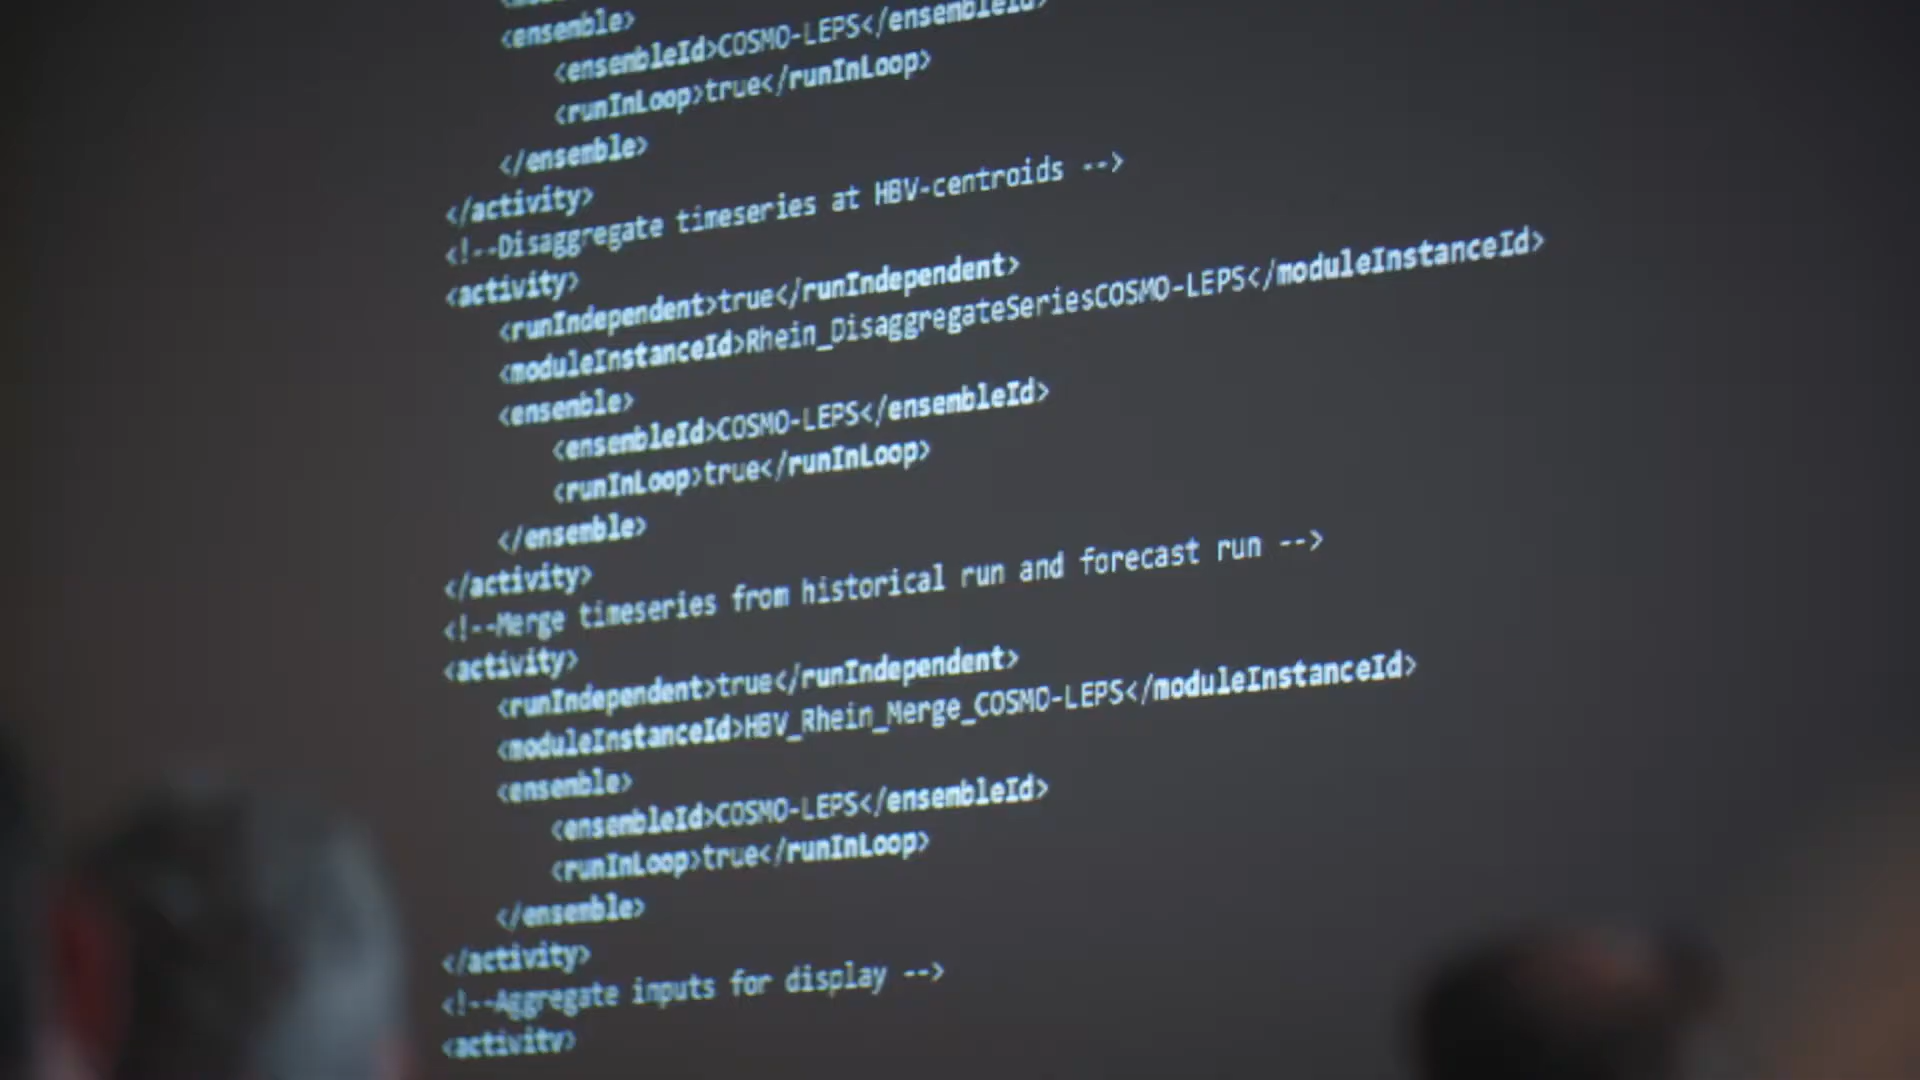 <ensemble>
<ensembleId>COSMO-LEPS</ensembleId>
<runInLoop>true</runInLoop>
</ensemble>
</activity>
<!--Disaggregate timeseries at HBV-centroids -->
<activity>
<runIndependent>true</runIndependent>
<moduleInstanceId>Rhein_DisaggregateSeriesCOSMO-LEPS</moduleInstanceId>
<ensemble>
<ensembleId>COSMO-LEPS</ensembleId>
<runInLoop>true</runInLoop>
</ensemble>
</activity>
<!--Merge timeseries from historical run and forecast run -->
<activity>
<runIndependent>true</runIndependent>
<moduleInstanceId>HBV_Rhein_Merge_COSMO-LEPS</moduleInstanceId>
<ensemble>
<ensembleId>COSMO-LEPS</ensembleId>
<runInLoop>true</runInLoop>
</ensemble>
</activity>
<!--Aggregate inputs for display -->
<activity>